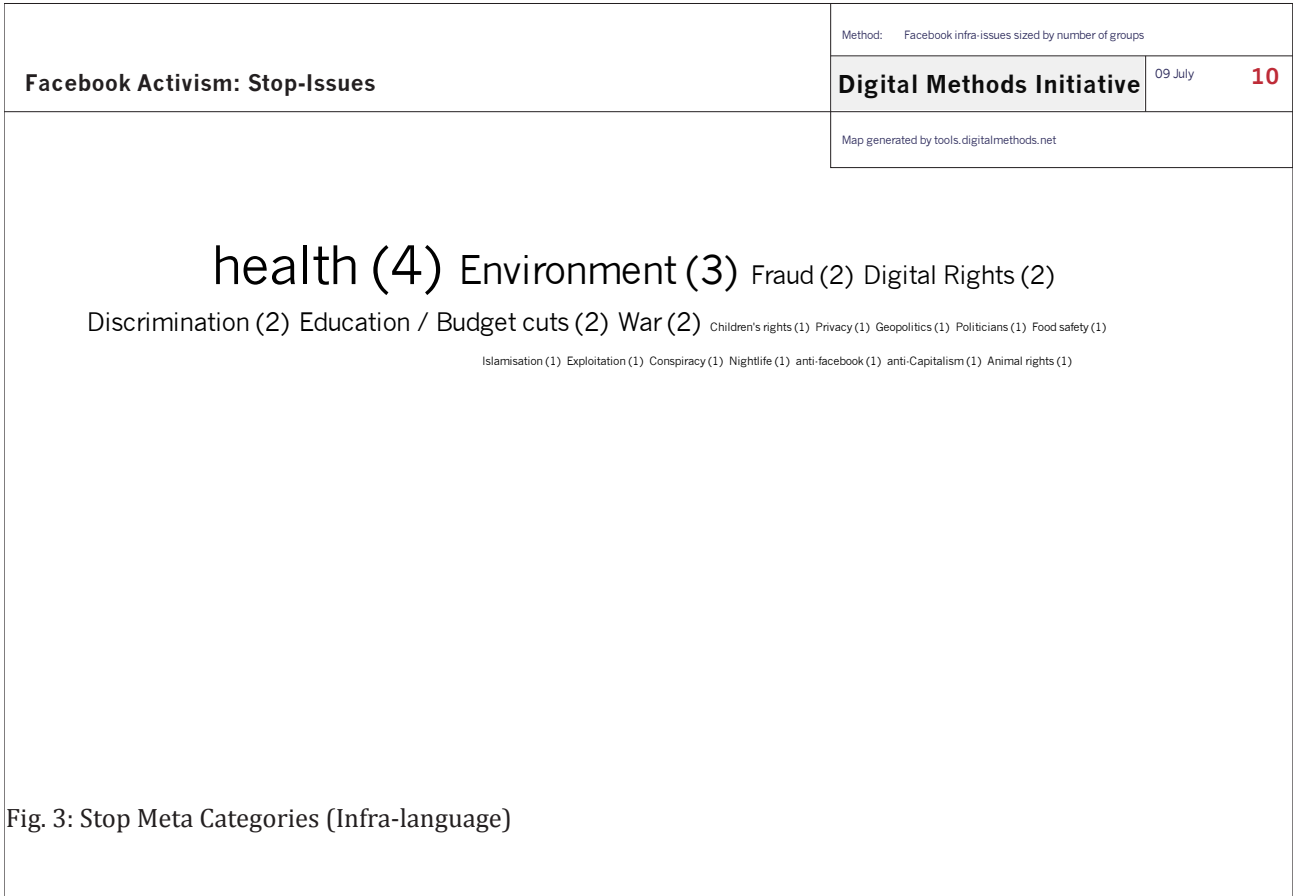 Method: Facebook infra-issues sized by number of groups
Facebook Activism: Stop-Issues
Digital Methods Initiative
09 July
10
Map generated by tools.digitalmethods.net
health (4) Environment (3) Fraud (2) Digital Rights (2)
Discrimination (2) Education / Budget cuts (2) War (2) Children's rights (1) Privacy (1) Geopolitics (1) Politicians (1) Food safety (1)
Islamisation (1) Exploitation (1) Conspiracy (1) Nightlife (1) anti-facebook (1) anti-Capitalism (1) Animal rights (1)
Fig. 3: Stop Meta Categories (Infra-language)